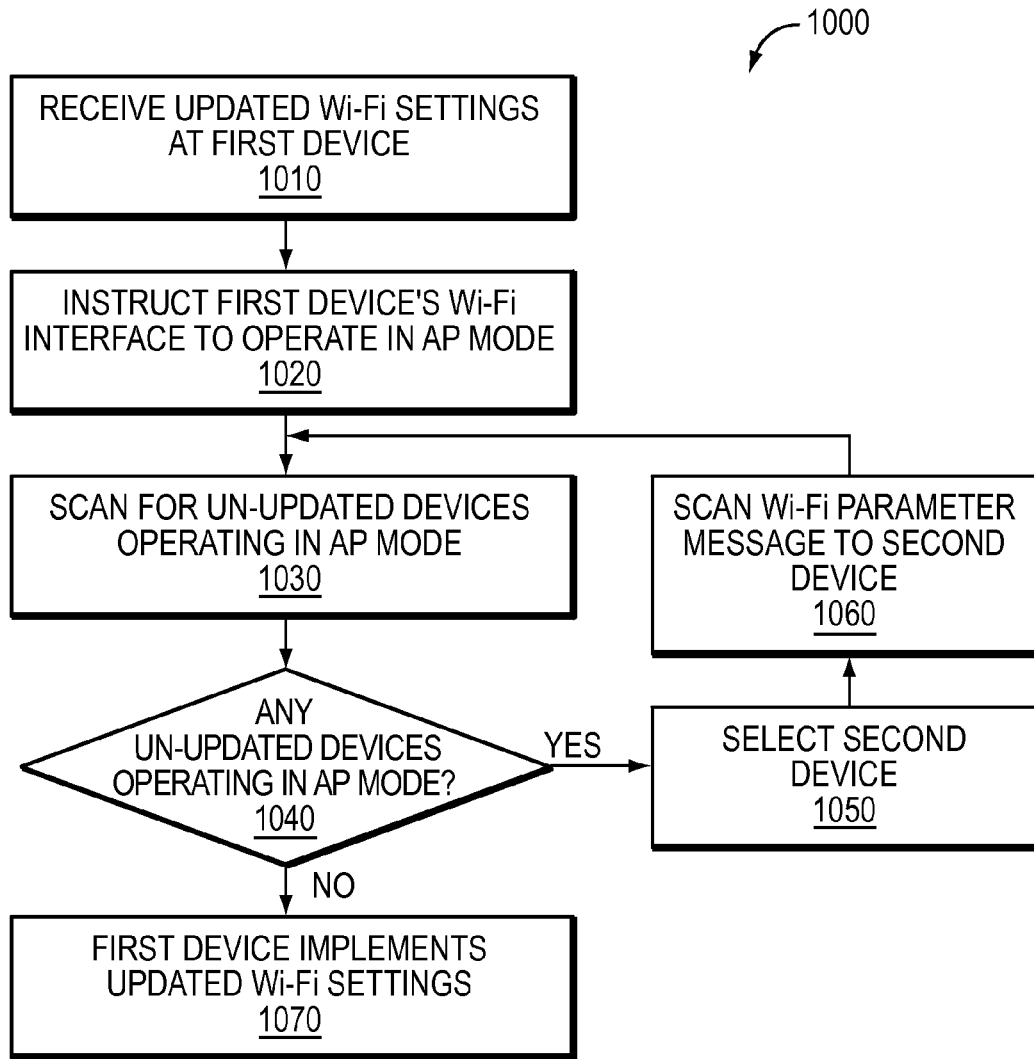 1000
RECEIVE UPDATED Wi-Fi SETTINGS
AT FIRST DEVICE
1010
INSTRUCT FIRST DEVICE'S Wi-Fi
INTERFACE TO OPERATE IN AP MODE
1020
SCAN FOR UN-UPDATED DEVICES
OPERATING IN AP MODE
1030
ANY
UN-UPDATED DEVICES
OPERATING IN AP MODE?
1040
YES
SELECT SECOND
DEVICE
1050
SCAN Wi-Fi PARAMETER
MESSAGE TO SECOND
DEVICE
1060
NO
FIRST DEVICE IMPLEMENTS
UPDATED Wi-Fi SETTINGS
1070